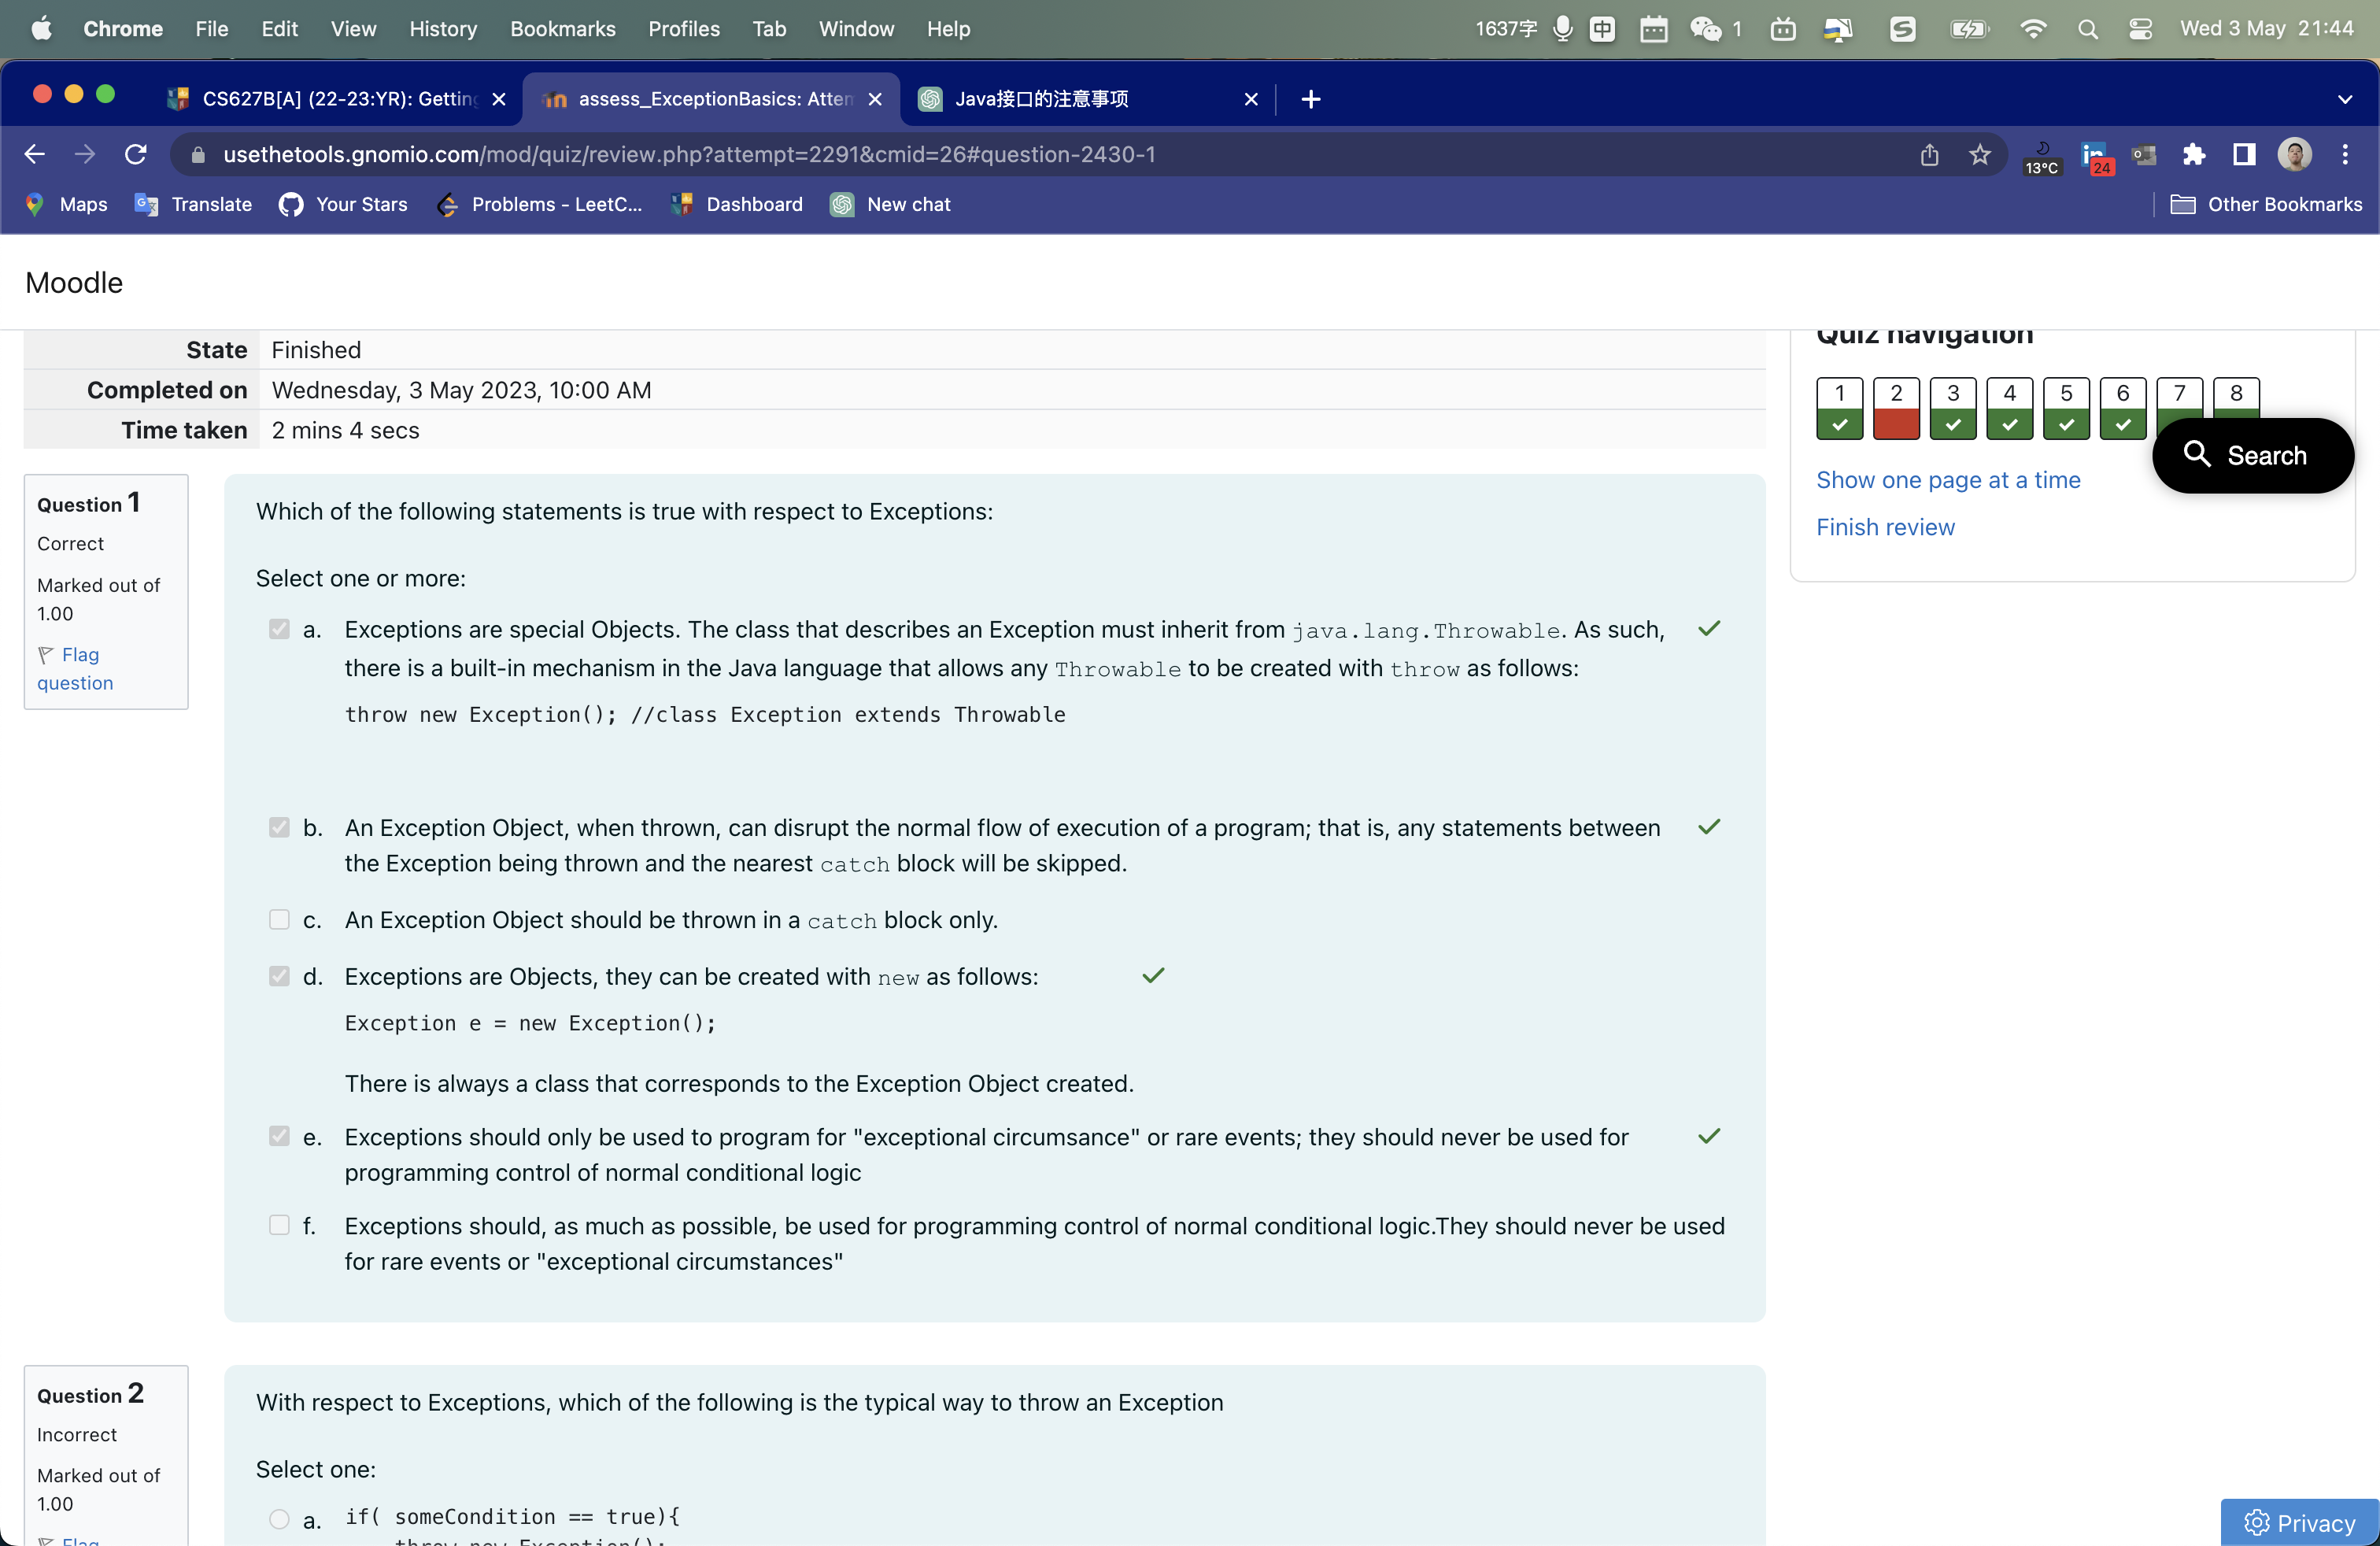 Chrome File Edit View History Bookmarks Profiles Tab Window Help 1637字 中 1 Wed 3 May 21:44
CS627B[A] (22-23:YR): Getting assess_ExceptionBasics: Atten Java接口的注意事项
usethetools.gnomio.com/mod/quiz/review.php?attempt=2291&cmid=26#question-2430-1 13°C 24
Maps Translate Your Stars Problems - LeetC... Dashboard New chat Other Bookmarks
Moodle
State Finished
Completed on Wednesday, 3 May 2023, 10:00 AM
Time taken 2 mins 4 secs
Quiz navigation
1 2 3 4 5 6 7 8
Search
Show one page at a time
Finish review
Question 1
Correct
Marked out of
1.00
Flag
question
Which of the following statements is true with respect to Exceptions:
Select one or more:
a. Exceptions are special Objects. The class that describes an Exception must inherit from java.lang.Throwable. As such,
there is a built-in mechanism in the Java language that allows any Throwable to be created with throw as follows:
throw new Exception(); //class Exception extends Throwable
b. An Exception Object, when thrown, can disrupt the normal flow of execution of a program; that is, any statements between
the Exception being thrown and the nearest catch block will be skipped.
c. An Exception Object should be thrown in a catch block only.
d. Exceptions are Objects, they can be created with new as follows:
Exception e = new Exception();
There is always a class that corresponds to the Exception Object created.
e. Exceptions should only be used to program for "exceptional circumsance" or rare events; they should never be used for
programming control of normal conditional logic
f. Exceptions should, as much as possible, be used for programming control of normal conditional logic.They should never be used
for rare events or "exceptional circumstances"
Question 2
Incorrect
Marked out of
1.00
Flag
With respect to Exceptions, which of the following is the typical way to throw an Exception
Select one:
a. if( someCondition == true){
throw new Exception();
Privacy